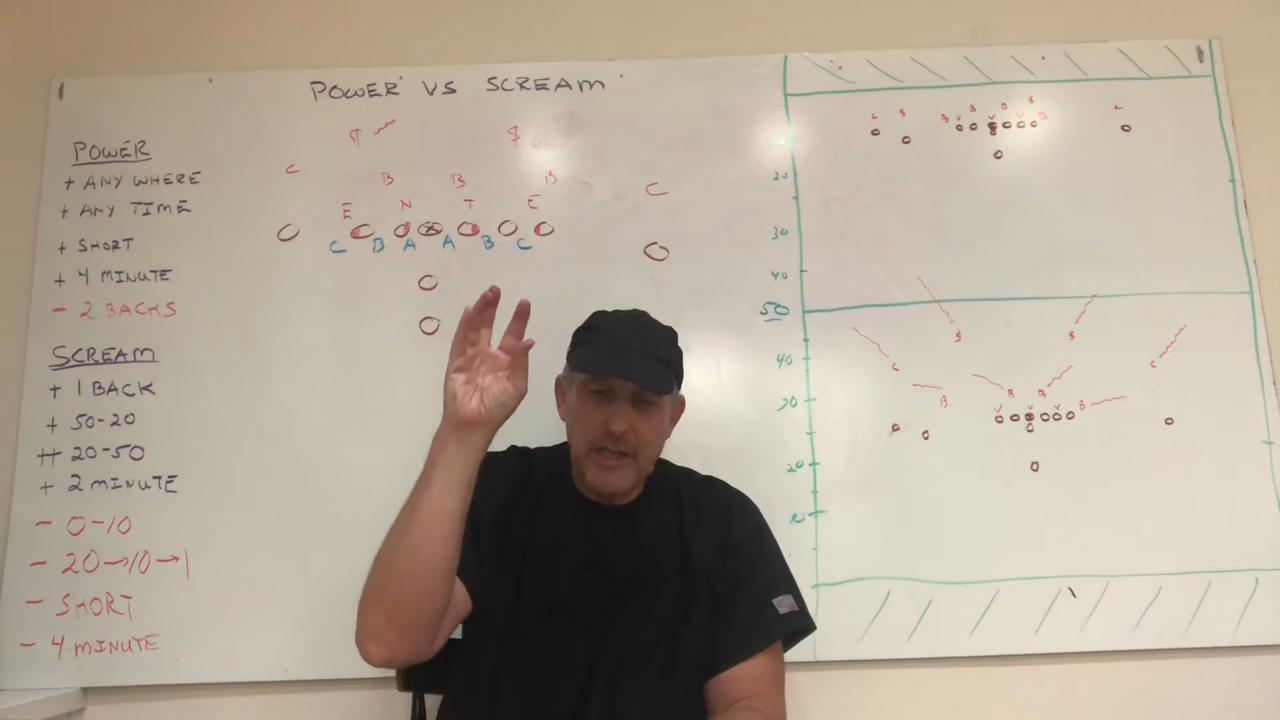 POWER VS SCREAM
POWER
+ ANY WHERE
+ ANY TIME
+ SHORT
+ 4 MINUTE
- 2 BACKS
SCREAM
+ 1 BACK
+ 50-20
++ 20-50
+ 2 MINUTE
- 0-10
- 20→10→1
- SHORT
- 4 MINUTE
$ $
C B B B C
E N T E
C B A A B C
C S B B B S B C
V V V V
20
30
40
50
40
30
20
10
S S
C C
B B B B
V V V V